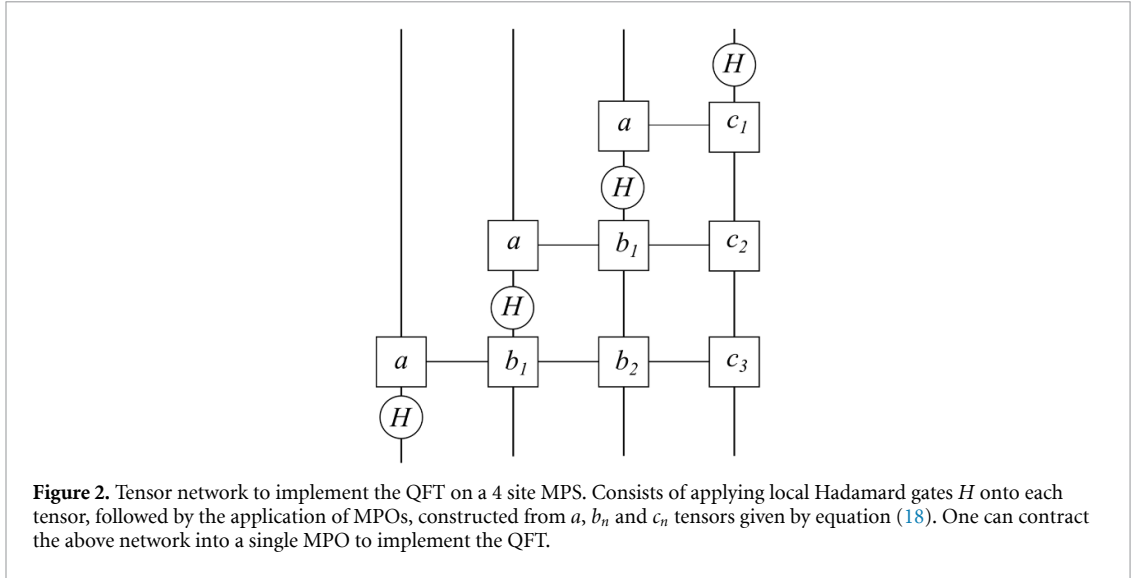 H
a c1
H
a b1 c2
H
a b1 b2 c3
H
Figure 2. Tensor network to implement the QFT on a 4 site MPS. Consists of applying local Hadamard gates H onto each
tensor, followed by the application of MPOs, constructed from a, bn and cn tensors given by equation (18). One can contract
the above network into a single MPO to implement the QFT.